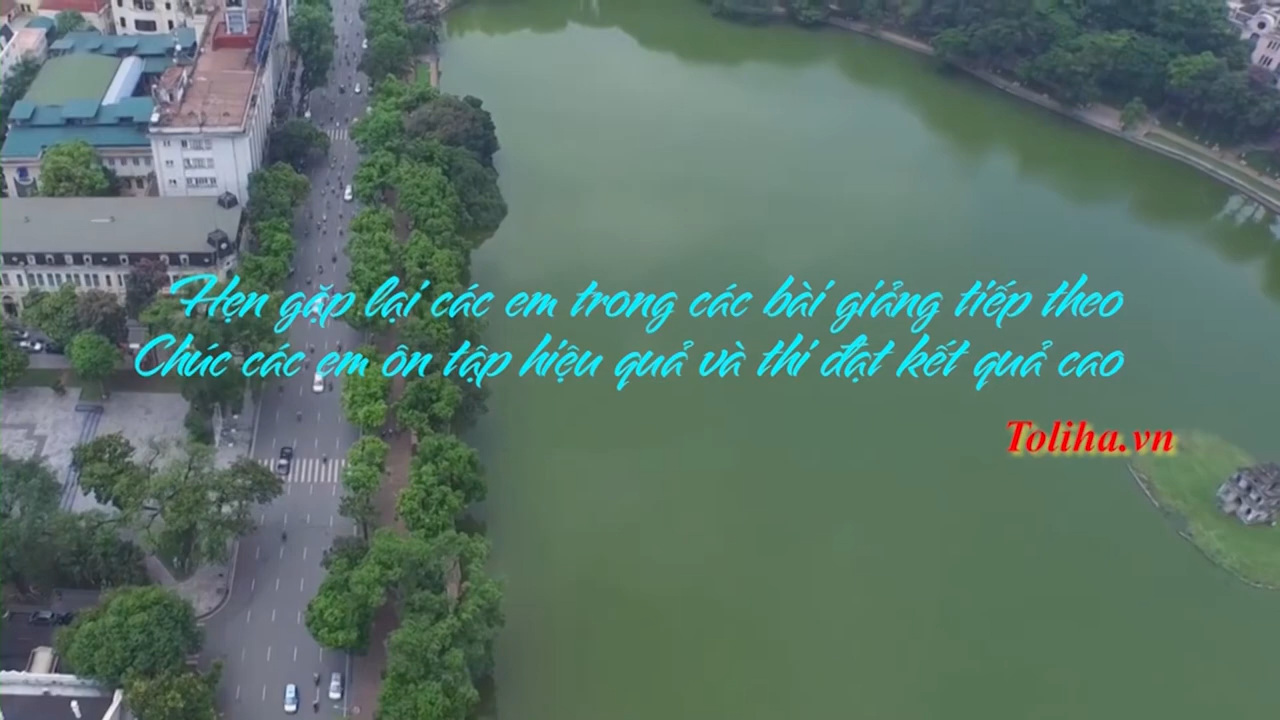 Hẹn gặp lại các em trong các bài giảng tiếp theo
Chúc các em ôn tập hiệu quả và thi đạt kết quả cao
Toliha.vn